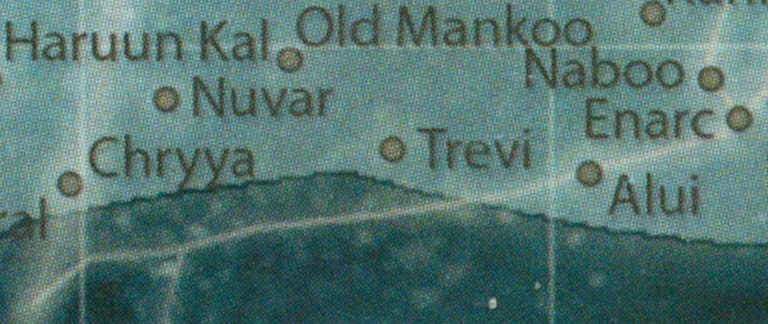 Haruun Kal
Old Mankoo
Naboo
Nuvar
Enarc
Chryya
Trevi
Alui